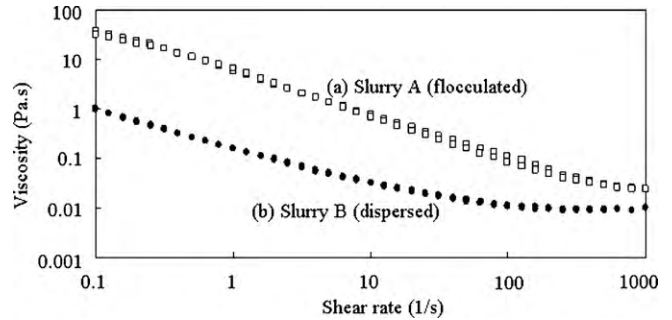 100
10
1
0.1
0.01
0.001
Viscosity (Pa.s)
(a) Slurry A (flocculated)
(b) Slurry B (dispersed)
0.1 1 10 100 1000
Shear rate (1/s)